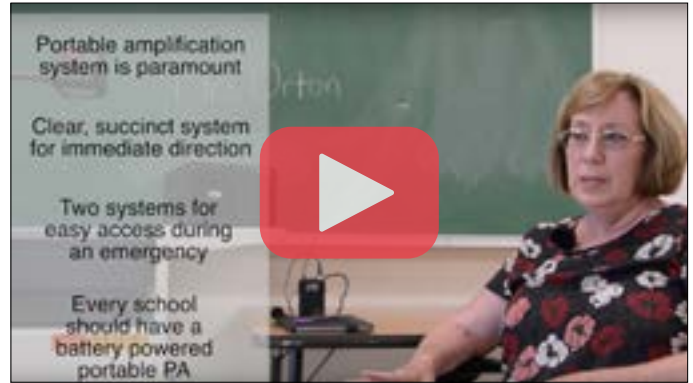 Portable amplification
system is paramount
Orton
Clear, succinct system
for immediate direction
Two systems for
easy access during
an emergency
Every school
should have a
battery powered
portable PA